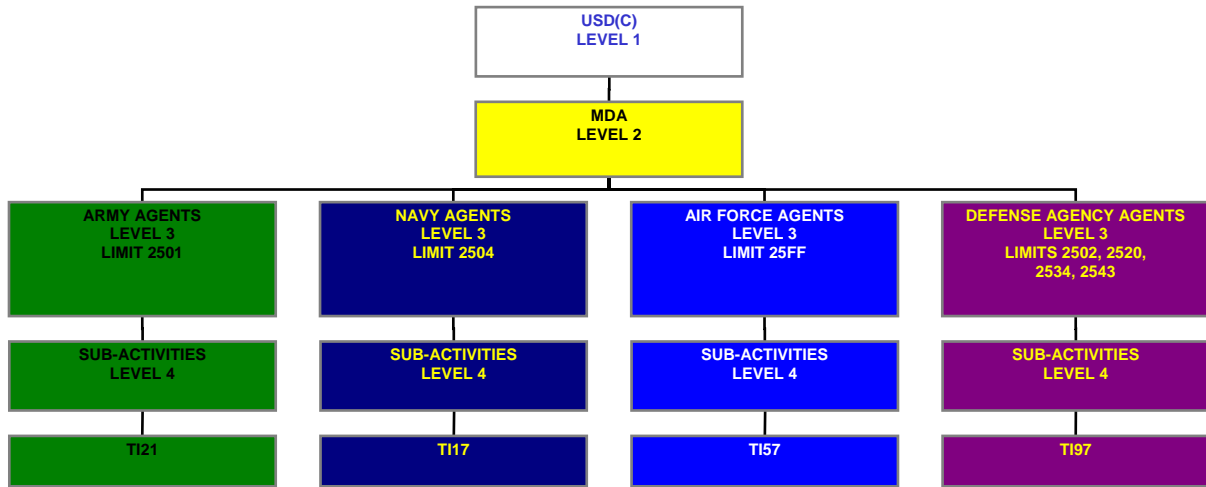 USD(C)
LEVEL 1
MDA
LEVEL 2
ARMY AGENTS
LEVEL 3
LIMIT 2501
NAVY AGENTS
LEVEL 3
LIMIT 2504
AIR FORCE AGENTS
LEVEL 3
LIMIT 25FF
DEFENSE AGENCY AGENTS
LEVEL 3
LIMITS 2502, 2520,
2534, 2543
SUB-ACTIVITIES
LEVEL 4
SUB-ACTIVITIES
LEVEL 4
SUB-ACTIVITIES
LEVEL 4
SUB-ACTIVITIES
LEVEL 4
TI21
TI17
TI57
TI97